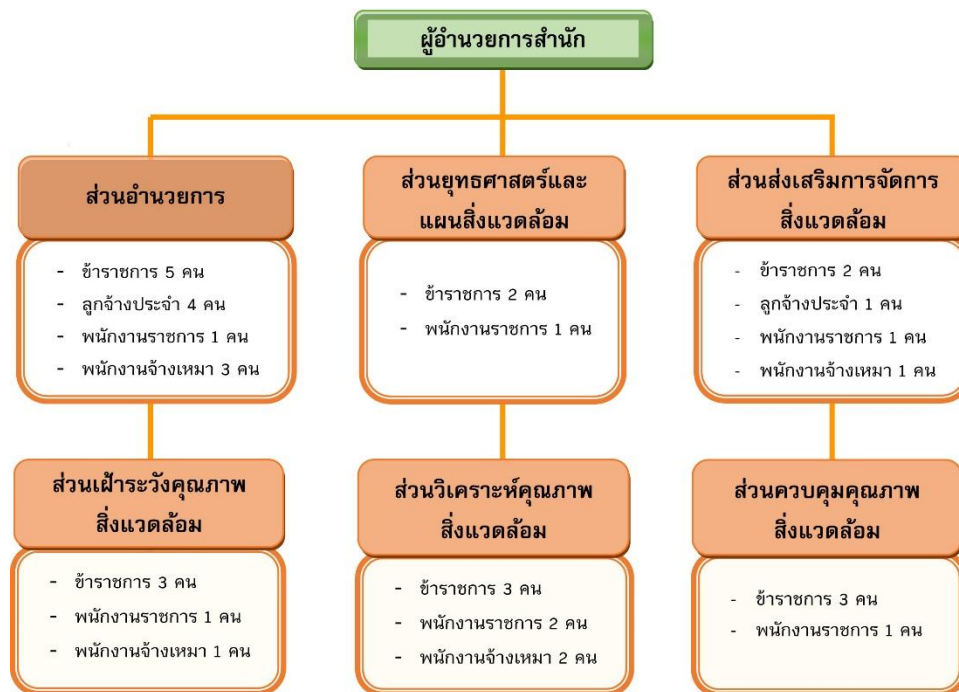 ผู้อำนวยการสำนัก
ส่วนอำนวยการ
- ข้าราชการ 5 คน
- ลูกจ้างประจำ 4 คน
- พนักงานราชการ 1 คน
- พนักงานจ้างเหมา 3 คน
ส่วนยุทธศาสตร์และ
แผนสิ่งแวดล้อม
- ข้าราชการ 2 คน
- พนักงานราชการ 1 คน
ส่วนส่งเสริมการจัดการ
สิ่งแวดล้อม
- ข้าราชการ 2 คน
- ลูกจ้างประจำ 1 คน
- พนักงานราชการ 1 คน
- พนักงานจ้างเหมา 1 คน
ส่วนเฝ้าระวังคุณภาพ
สิ่งแวดล้อม
- ข้าราชการ 3 คน
- พนักงานราชการ 1 คน
- พนักงานจ้างเหมา 1 คน
ส่วนวิเคราะห์คุณภาพ
สิ่งแวดล้อม
- ข้าราชการ 3 คน
- พนักงานราชการ 2 คน
- พนักงานจ้างเหมา 2 คน
ส่วนควบคุมคุณภาพ
สิ่งแวดล้อม
- ข้าราชการ 3 คน
- พนักงานราชการ 1 คน